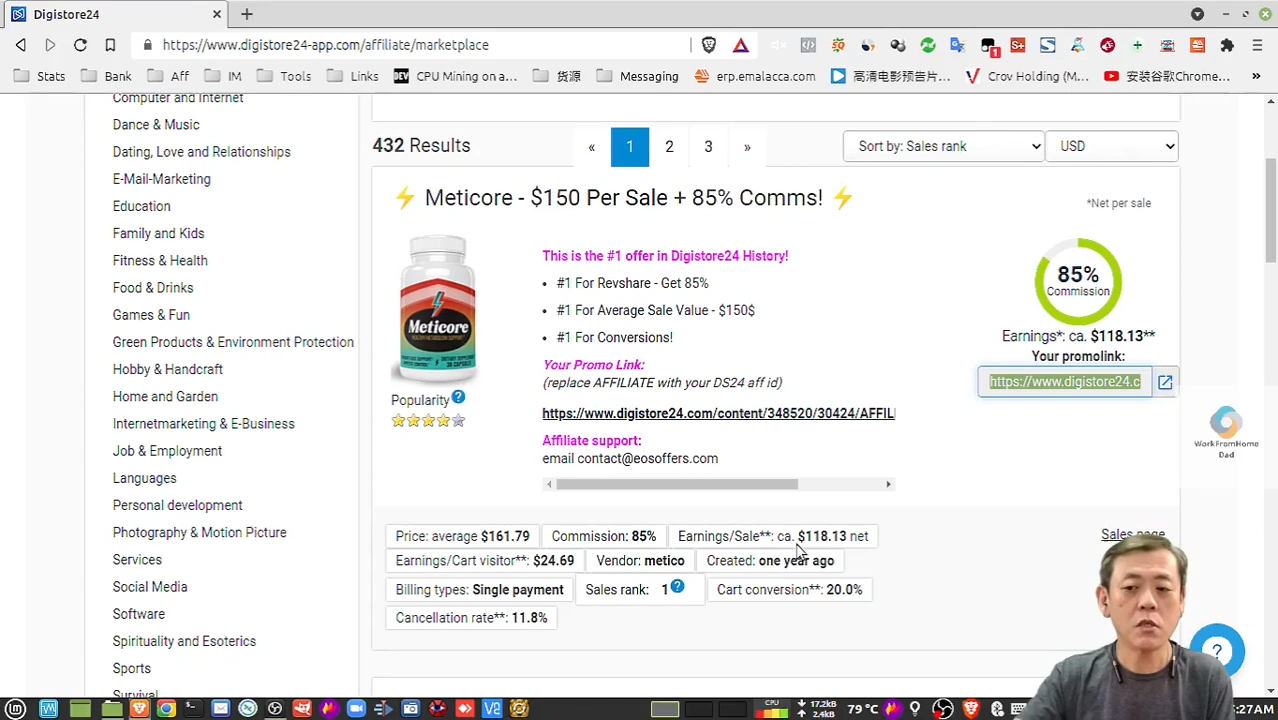 Digistore24
https://www.digistore24-app.com/affiliate/marketplace
1
Stats
Bank
Aff
IM
Tools
Links
CPU Mining on a...
货源
Messaging
erp.emalacca.com
高清电影预告片...
Crov Holding (M...
安装谷歌Chrome...
»
Computer and Internet
Dance & Music
Dating, Love and Relationships
E-Mail-Marketing
Education
Family and Kids
Fitness & Health
Food & Drinks
Games & Fun
Green Products & Environment Protection
Hobby & Handcraft
Home and Garden
Internetmarketing & E-Business
Job & Employment
Languages
Personal development
Photography & Motion Picture
Services
Social Media
Software
Spirituality and Esoterics
Sports
Survival
432 Results
« 1 2 3 »
Sort by: Sales rank
USD
⚡ Meticore - $150 Per Sale + 85% Comms! ⚡
*Net per sale
Meticore
Popularity
This is the #1 offer in Digistore24 History!
• #1 For Revshare - Get 85%
• #1 For Average Sale Value - $150$
• #1 For Conversions!
Your Promo Link:
(replace AFFILIATE with your DS24 aff id)
https://www.digistore24.com/content/348520/30424/AFFIL
Affiliate support:
email contact@eosoffers.com
85%
Commission
Earnings*: ca. $118.13**
Your promolink:
https://www.digistore24.c
WorkFromHome
Dad
Price: average $161.79
Commission: 85%
Earnings/Sale**: ca. $118.13 net
Sales page
Earnings/Cart visitor**: $24.69
Vendor: metico
Created: one year ago
Billing types: Single payment
Sales rank: 1
Cart conversion**: 20.0%
Cancellation rate**: 11.8%
?
CPU
17.2kB
2.4kB
79 °C
:27AM